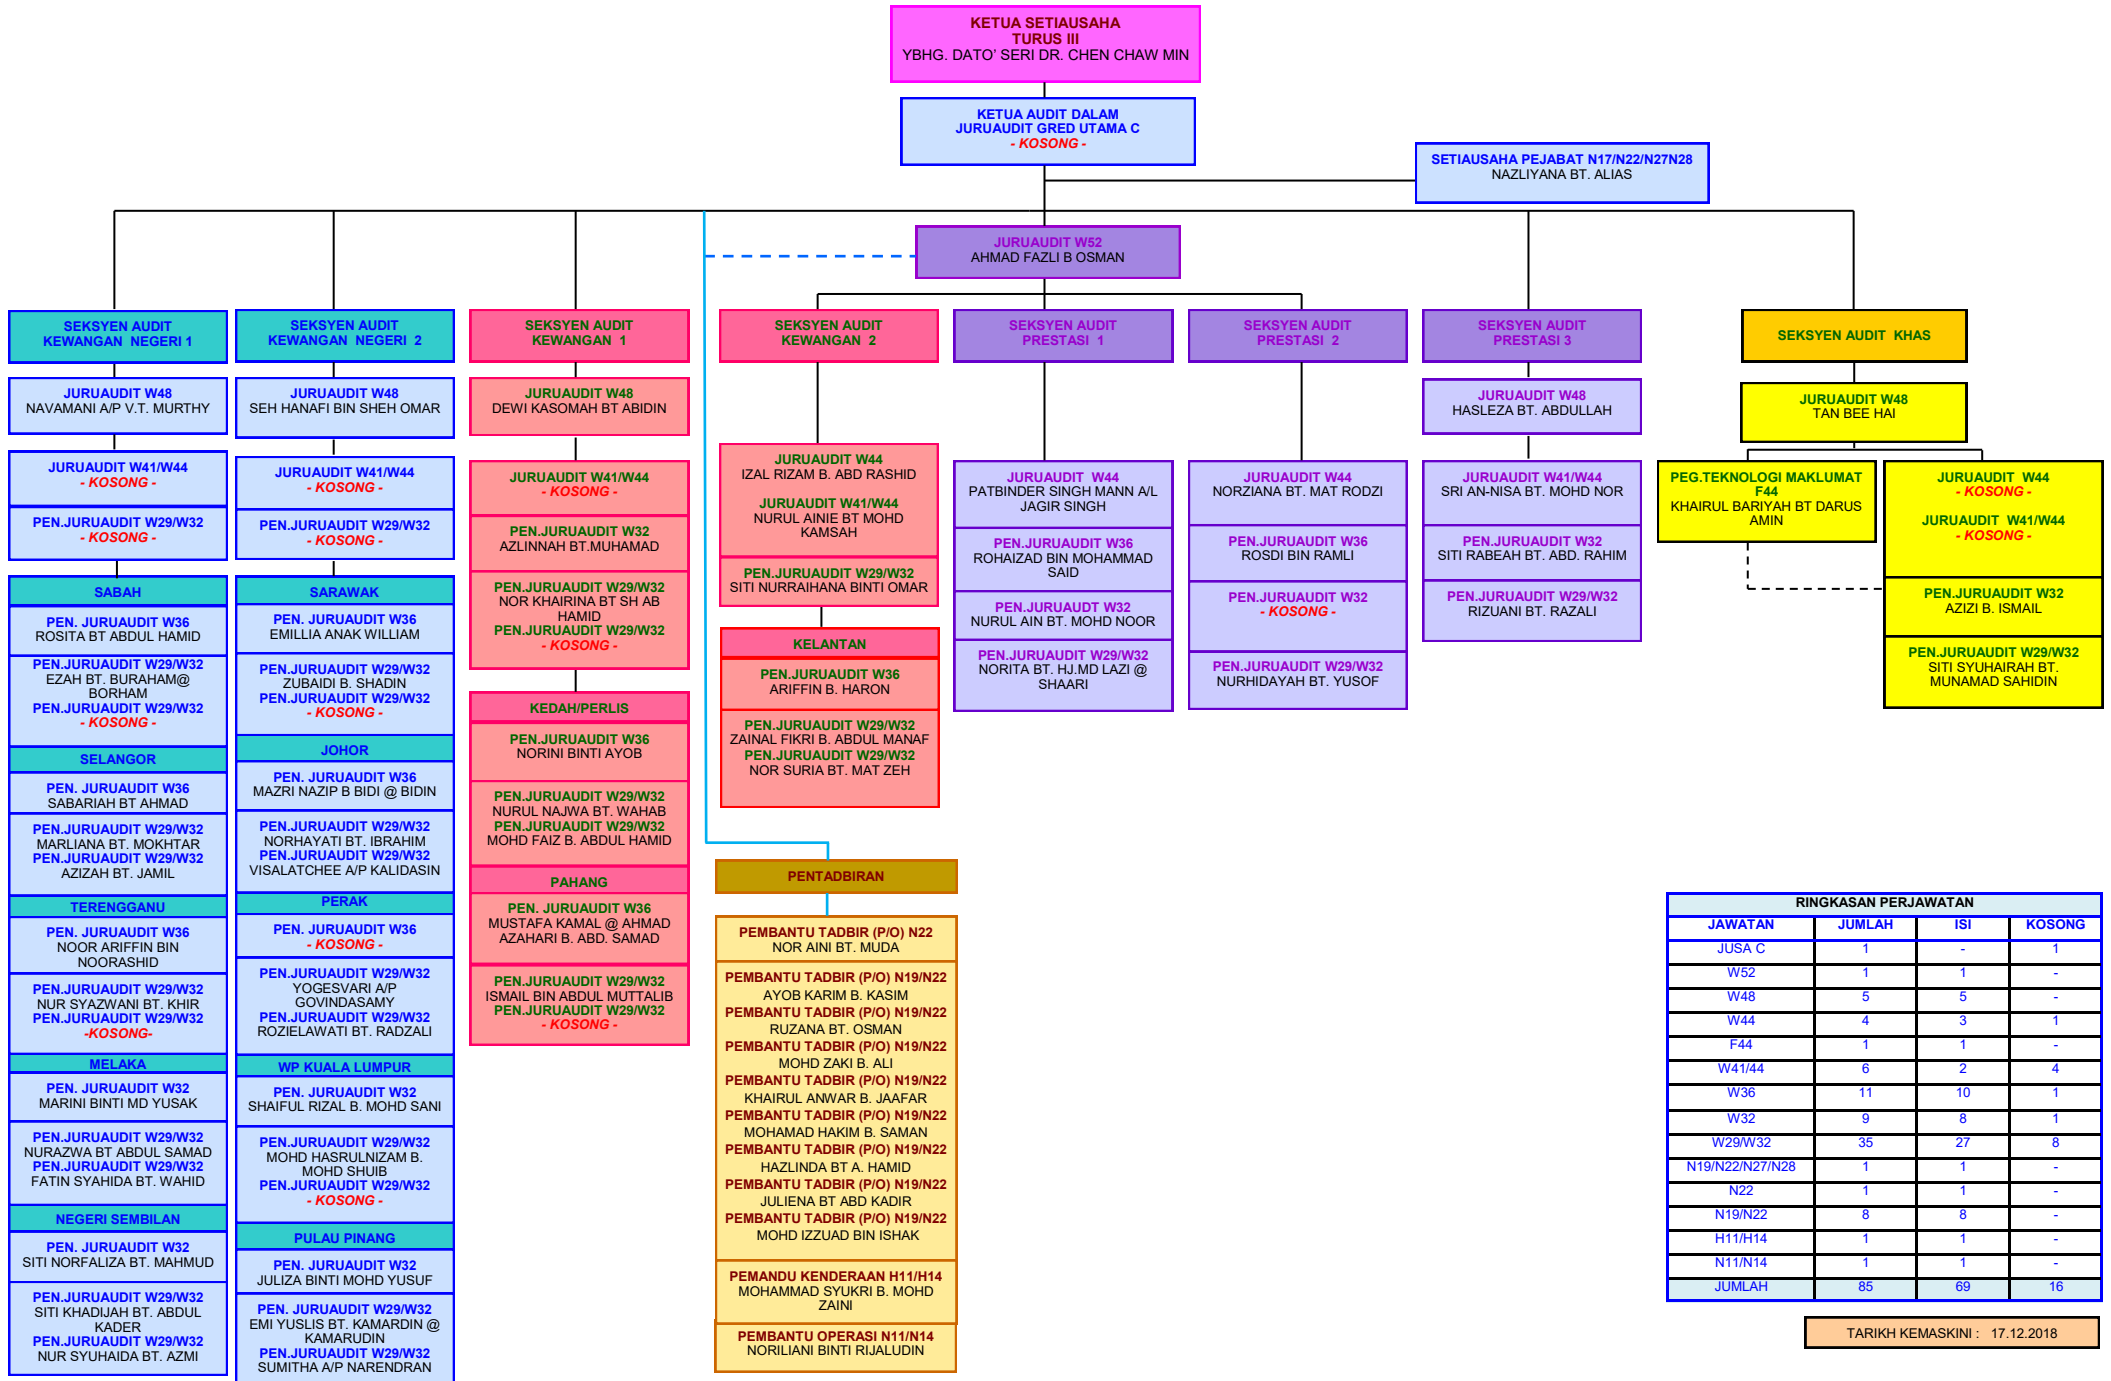 KETUA SETIAUSAHA
TURUS III
YBHG. DATO' SERI DR. CHEN CHAW MIN
KETUA AUDIT DALAM
JURUAUDIT GRED UTAMA C
- KOSONG -
SETIAUSAHA PEJABAT N17/N22/N27N28
NAZLIYANA BT. ALIAS
JURUAUDIT W52
AHMAD FAZLI B OSMAN
SEKSYEN AUDIT
KEWANGAN NEGERI 1
JURUAUDIT W48
NAVAMANI A/P V.T. MURTHY
JURUAUDIT W41/W44
- KOSONG -
PEN.JURUAUDIT W29/W32
- KOSONG -
SABAH
PEN. JURUAUDIT W36
ROSITA BT ABDUL HAMID
PEN.JURUAUDIT W29/W32
EZAH BT. BURAHAM@
BORHAM
PEN.JURUAUDIT W29/W32
- KOSONG -
SELANGOR
PEN. JURUAUDIT W36
SABARIAH BT AHMAD
PEN.JURUAUDIT W29/W32
MARLIANA BT. MOKHTAR
PEN.JURUAUDIT W29/W32
AZIZAH BT. JAMIL
TERENGGANU
PEN. JURUAUDIT W36
NOOR ARIFFIN BIN
NOORASHID
PEN.JURUAUDIT W29/W32
NUR SYAZWANI BT. KHIR
PEN.JURUAUDIT W29/W32
-KOSONG-
MELAKA
PEN. JURUAUDIT W32
MARINI BINTI MD YUSAK
PEN.JURUAUDIT W29/W32
NURAZWA BT ABDUL SAMAD
PEN.JURUAUDIT W29/W32
FATIN SYAHIDA BT. WAHID
NEGERI SEMBILAN
PEN. JURUAUDIT W32
SITI NORFALIZA BT. MAHMUD
PEN.JURUAUDIT W29/W32
SITI KHADIJAH BT. ABDUL
KADER
PEN.JURUAUDIT W29/W32
NUR SYUHAIDA BT. AZMI
SEKSYEN AUDIT
KEWANGAN NEGERI 2
JURUAUDIT W48
SEH HANAFI BIN SHEH OMAR
JURUAUDIT W41/W44
- KOSONG -
PEN.JURUAUDIT W29/W32
- KOSONG -
SARAWAK
PEN. JURUAUDIT W36
EMILLIA ANAK WILLIAM
PEN.JURUAUDIT W29/W32
ZUBAIDI B. SHADIN
PEN.JURUAUDIT W29/W32
- KOSONG -
JOHOR
PEN. JURUAUDIT W36
MAZRI NAZIP B BIDI @ BIDIN
PEN.JURUAUDIT W29/W32
NORHAYATI BT. IBRAHIM
PEN.JURUAUDIT W29/W32
VISALATCHEE A/P KALIDASIN
PERAK
PEN. JURUAUDIT W36
- KOSONG -
PEN.JURUAUDIT W29/W32
YOGESVARI A/P
GOVINDASAMY
PEN.JURUAUDIT W29/W32
ROZIELAWATI BT. RADZALI
WP KUALA LUMPUR
PEN. JURUAUDIT W32
SHAIFUL RIZAL B. MOHD SANI
PEN.JURUAUDIT W29/W32
MOHD HASRULNIZAM B.
MOHD SHUIB
PEN.JURUAUDIT W29/W32
- KOSONG -
PULAU PINANG
PEN. JURUAUDIT W32
JULIZA BINTI MOHD YUSUF
PEN. JURUAUDIT W29/W32
EMI YUSLIS BT. KAMARDIN @
KAMARUDIN
PEN.JURUAUDIT W29/W32
SUMITHA A/P NARENDRAN
SEKSYEN AUDIT
KEWANGAN 1
JURUAUDIT W48
DEWI KASOMAH BT ABIDIN
JURUAUDIT W41/W44
- KOSONG -
PEN.JURUAUDIT W32
AZLINNAH BT.MUHAMAD
PEN.JURUAUDIT W29/W32
NOR KHAIRINA BT SH AB
HAMID
PEN.JURUAUDIT W29/W32
- KOSONG -
KEDAH/PERLIS
PEN.JURUAUDIT W36
NORINI BINTI AYOB
PEN.JURUAUDIT W29/W32
NURUL NAJWA BT. WAHAB
PEN.JURUAUDIT W29/W32
MOHD FAIZ B. ABDUL HAMID
PAHANG
PEN. JURUAUDIT W36
MUSTAFA KAMAL @ AHMAD
AZAHARI B. ABD. SAMAD
PEN.JURUAUDIT W29/W32
ISMAIL BIN ABDUL MUTTALIB
PEN.JURUAUDIT W29/W32
- KOSONG -
SEKSYEN AUDIT
KEWANGAN 2
JURUAUDIT W44
IZAL RIZAM B. ABD RASHID
JURUAUDIT W41/W44
NURUL AINIE BT MOHD
KAMSAH
PEN.JURUAUDIT W29/W32
SITI NURRAIHANA BINTI OMAR
KELANTAN
PEN.JURUAUDIT W36
ARIFFIN B. HARON
PEN.JURUAUDIT W29/W32
ZAINAL FIKRI B. ABDUL MANAF
PEN.JURUAUDIT W29/W32
NOR SURIA BT. MAT ZEH
PENTADBIRAN
PEMBANTU TADBIR (P/O) N22
NOR AINI BT. MUDA
PEMBANTU TADBIR (P/O) N19/N22
AYOB KARIM B. KASIM
PEMBANTU TADBIR (P/O) N19/N22
RUZANA BT. OSMAN
PEMBANTU TADBIR (P/O) N19/N22
MOHD ZAKI B. ALI
PEMBANTU TADBIR (P/O) N19/N22
KHAIRUL ANWAR B. JAAFAR
PEMBANTU TADBIR (P/O) N19/N22
MOHAMAD HAKIM B. SAMAN
PEMBANTU TADBIR (P/O) N19/N22
HAZLINDA BT A. HAMID
PEMBANTU TADBIR (P/O) N19/N22
JULIENA BT ABD KADIR
PEMBANTU TADBIR (P/O) N19/N22
MOHD IZZUAD BIN ISHAK
PEMANDU KENDERAAN H11/H14
MOHAMMAD SYUKRI B. MOHD
ZAINI
PEMBANTU OPERASI N11/N14
NORILIANI BINTI RIJALUDIN
SEKSYEN AUDIT
PRESTASI 1
JURUAUDIT W44
PATBINDER SINGH MANN A/L
JAGIR SINGH
PEN.JURUAUDIT W36
ROHAIZAD BIN MOHAMMAD
SAID
PEN.JURUAUDT W32
NURUL AIN BT. MOHD NOOR
PEN.JURUAUDIT W29/W32
NORITA BT. HJ.MD LAZI @
SHAARI
SEKSYEN AUDIT
PRESTASI 2
JURUAUDIT W44
NORZIANA BT. MAT RODZI
PEN.JURUAUDIT W36
ROSDI BIN RAMLI
PEN.JURUAUDIT W32
- KOSONG -
PEN.JURUAUDIT W29/W32
NURHIDAYAH BT. YUSOF
SEKSYEN AUDIT
PRESTASI 3
JURUAUDIT W48
HASLEZA BT. ABDULLAH
JURUAUDIT W41/W44
SRI AN-NISA BT. MOHD NOR
PEN.JURUAUDIT W32
SITI RABEAH BT. ABD. RAHIM
PEN.JURUAUDIT W29/W32
RIZUANI BT. RAZALI
SEKSYEN AUDIT KHAS
JURUAUDIT W48
TAN BEE HAI
PEG.TEKNOLOGI MAKLUMAT
F44
KHAIRUL BARIYAH BT DARUS
AMIN
JURUAUDIT W44
- KOSONG -
JURUAUDIT W41/W44
- KOSONG -
PEN.JURUAUDIT W32
AZIZI B. ISMAIL
PEN.JURUAUDIT W29/W32
SITI SYUHAIRAH BT.
MUNAMAD SAHIDIN
RINGKASAN PERJAWATAN
JAWATAN JUMLAH ISI KOSONG
JUSA C 1 - 1
W52 1 1 -
W48 5 5 -
W44 4 3 1
F44 1 1 -
W41/44 6 2 4
W36 11 10 1
W32 9 8 1
W29/W32 35 27 8
N19/N22/N27/N28 1 1 -
N22 1 1 -
N19/N22 8 8 -
H11/H14 1 1 -
N11/N14 1 1 -
JUMLAH 85 69 16
TARIKH KEMASKINI : 17.12.2018